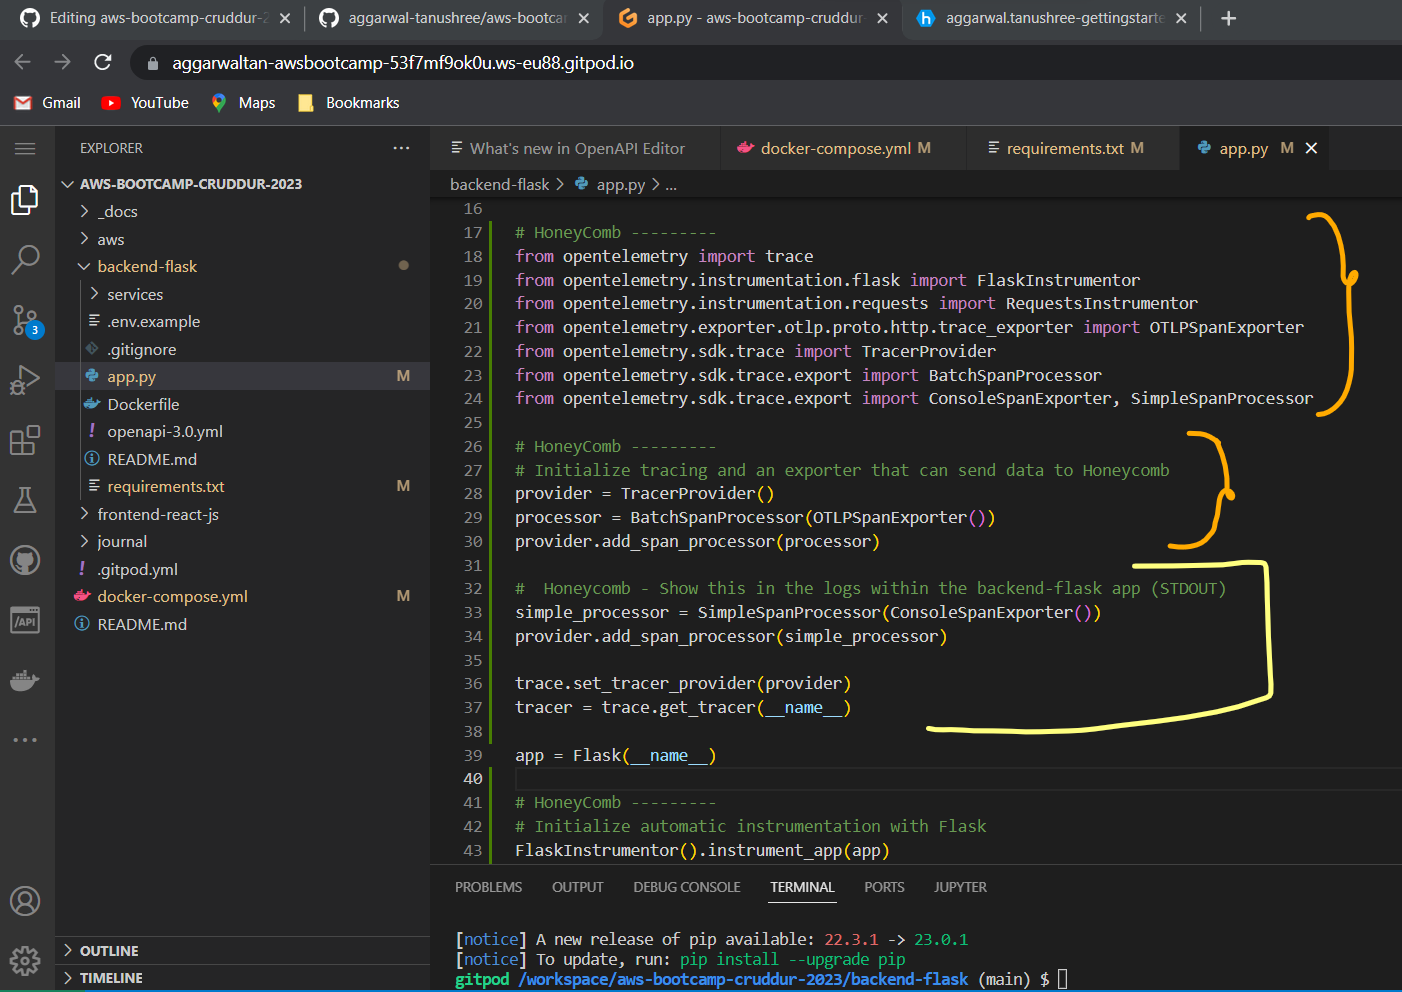 Editing aws-bootcamp-cruddur-2
aggarwal-tanushree/aws-bootca
app.py - aws-bootcamp-cruddur-
aggarwal.tanushree-gettingstarte
aggarwaltan-awsbootcamp-53f7mf9ok0u.ws-eu88.gitpod.io
Gmail YouTube Maps Bookmarks
EXPLORER ...
AWS-BOOTCAMP-CRUDDUR-2023
_docs
aws
backend-flask
services
.env.example
.gitignore
app.py M
Dockerfile
! openapi-3.0.yml
README.md
requirements.txt M
frontend-react-js
journal
! .gitpod.yml
docker-compose.yml M
README.md
3
/API
OUTLINE
TIMELINE
What's new in OpenAPI Editor
docker-compose.yml M
requirements.txt M
app.py M
backend-flask > app.py > ...
16
17 # HoneyComb ---------
18 from opentelemetry import trace
19 from opentelemetry.instrumentation.flask import FlaskInstrumentor
20 from opentelemetry.instrumentation.requests import RequestsInstrumentor
21 from opentelemetry.exporter.otlp.proto.http.trace_exporter import OTLPSpanExporter
22 from opentelemetry.sdk.trace import TracerProvider
23 from opentelemetry.sdk.trace.export import BatchSpanProcessor
24 from opentelemetry.sdk.trace.export import ConsoleSpanExporter, SimpleSpanProcessor
25
26 # HoneyComb ---------
27 # Initialize tracing and an exporter that can send data to Honeycomb
28 provider = TracerProvider()
29 processor = BatchSpanProcessor(OTLPSpanExporter())
30 provider.add_span_processor(processor)
31
32 #  Honeycomb - Show this in the logs within the backend-flask app (STDOUT)
33 simple_processor = SimpleSpanProcessor(ConsoleSpanExporter())
34 provider.add_span_processor(simple_processor)
35
36 trace.set_tracer_provider(provider)
37 tracer = trace.get_tracer(__name__)
38
39 app = Flask(__name__)
40
41 # HoneyComb ---------
42 # Initialize automatic instrumentation with Flask
43 FlaskInstrumentor().instrument_app(app)
PROBLEMS OUTPUT DEBUG CONSOLE TERMINAL PORTS JUPYTER
[notice] A new release of pip available: 22.3.1 -> 23.0.1
[notice] To update, run: pip install --upgrade pip
gitpod /workspace/aws-bootcamp-cruddur-2023/backend-flask (main) $